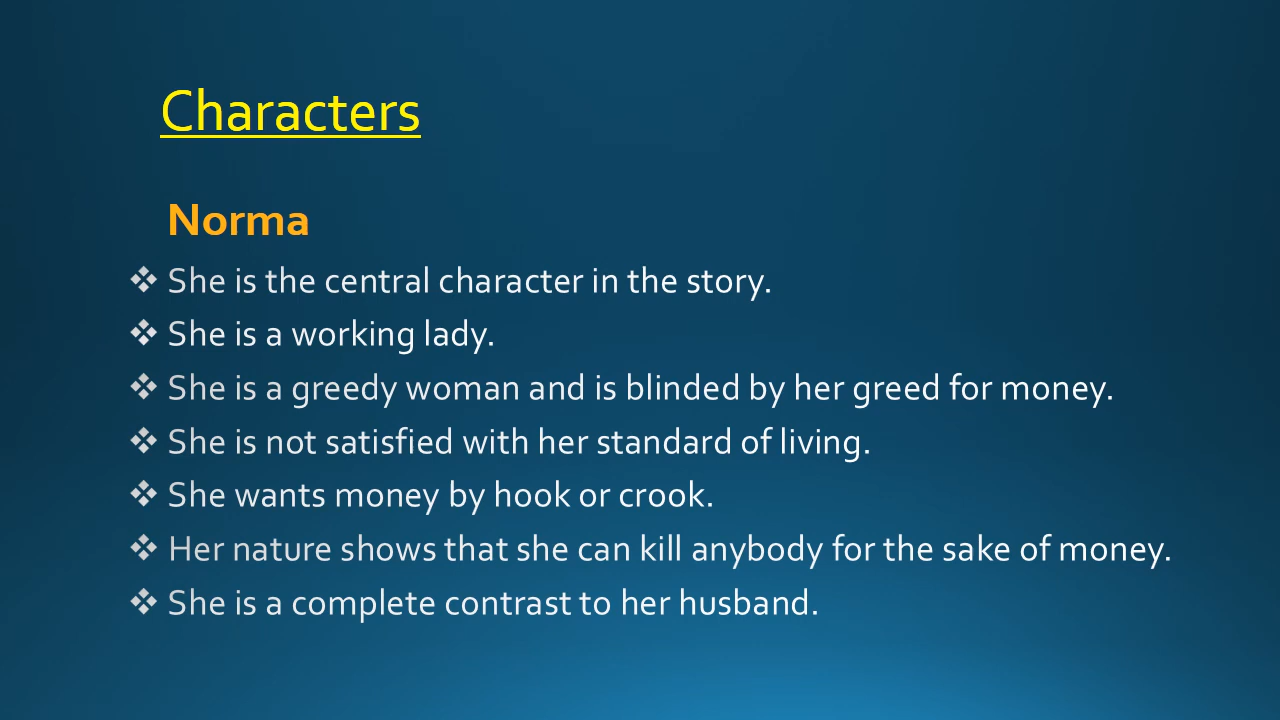 Characters
Norma
❖ She is the central character in the story.
❖ She is a working lady.
❖ She is a greedy woman and is blinded by her greed for money.
❖ She is not satisfied with her standard of living.
❖ She wants money by hook or crook.
❖ Her nature shows that she can kill anybody for the sake of money.
❖ She is a complete contrast to her husband.